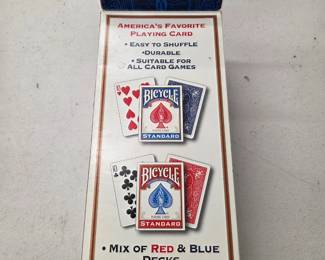 AMERICA'S FAVORITE
PLAYING CARD
• EASY TO SHUFFLE
• DURABLE
• SUITABLE FOR
ALL CARD GAMES
BICYCLE
STANDARD
BICYCLE
STANDARD
• MIX OF RED & BLUE
DECKS